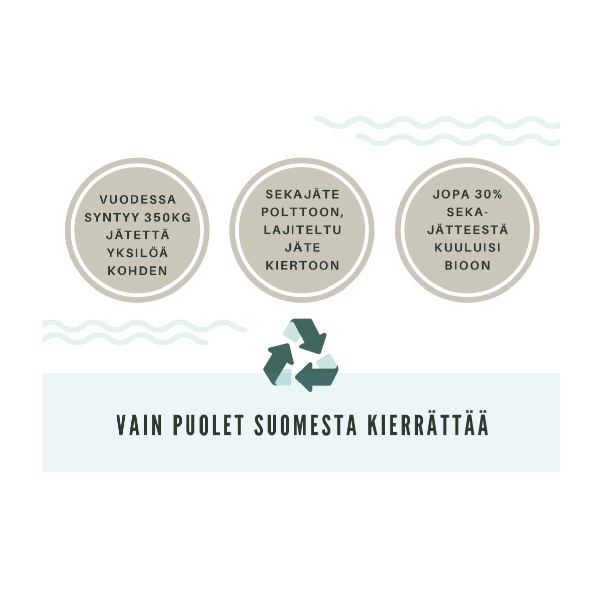 VUODESSA
SYNTYY 350KG
JÄTETTÄ
YKSILÖÄ
KOHDEN
SEKAJÄTE
POLTTOON,
LAJITELTU
JÄTE
KIERTOON
JOPA 30%
SEKA-
JÄTTEESTÄ
KUULUISI
BIOON
VAIN PUOLET SUOMESTA KIERRÄTTÄÄ